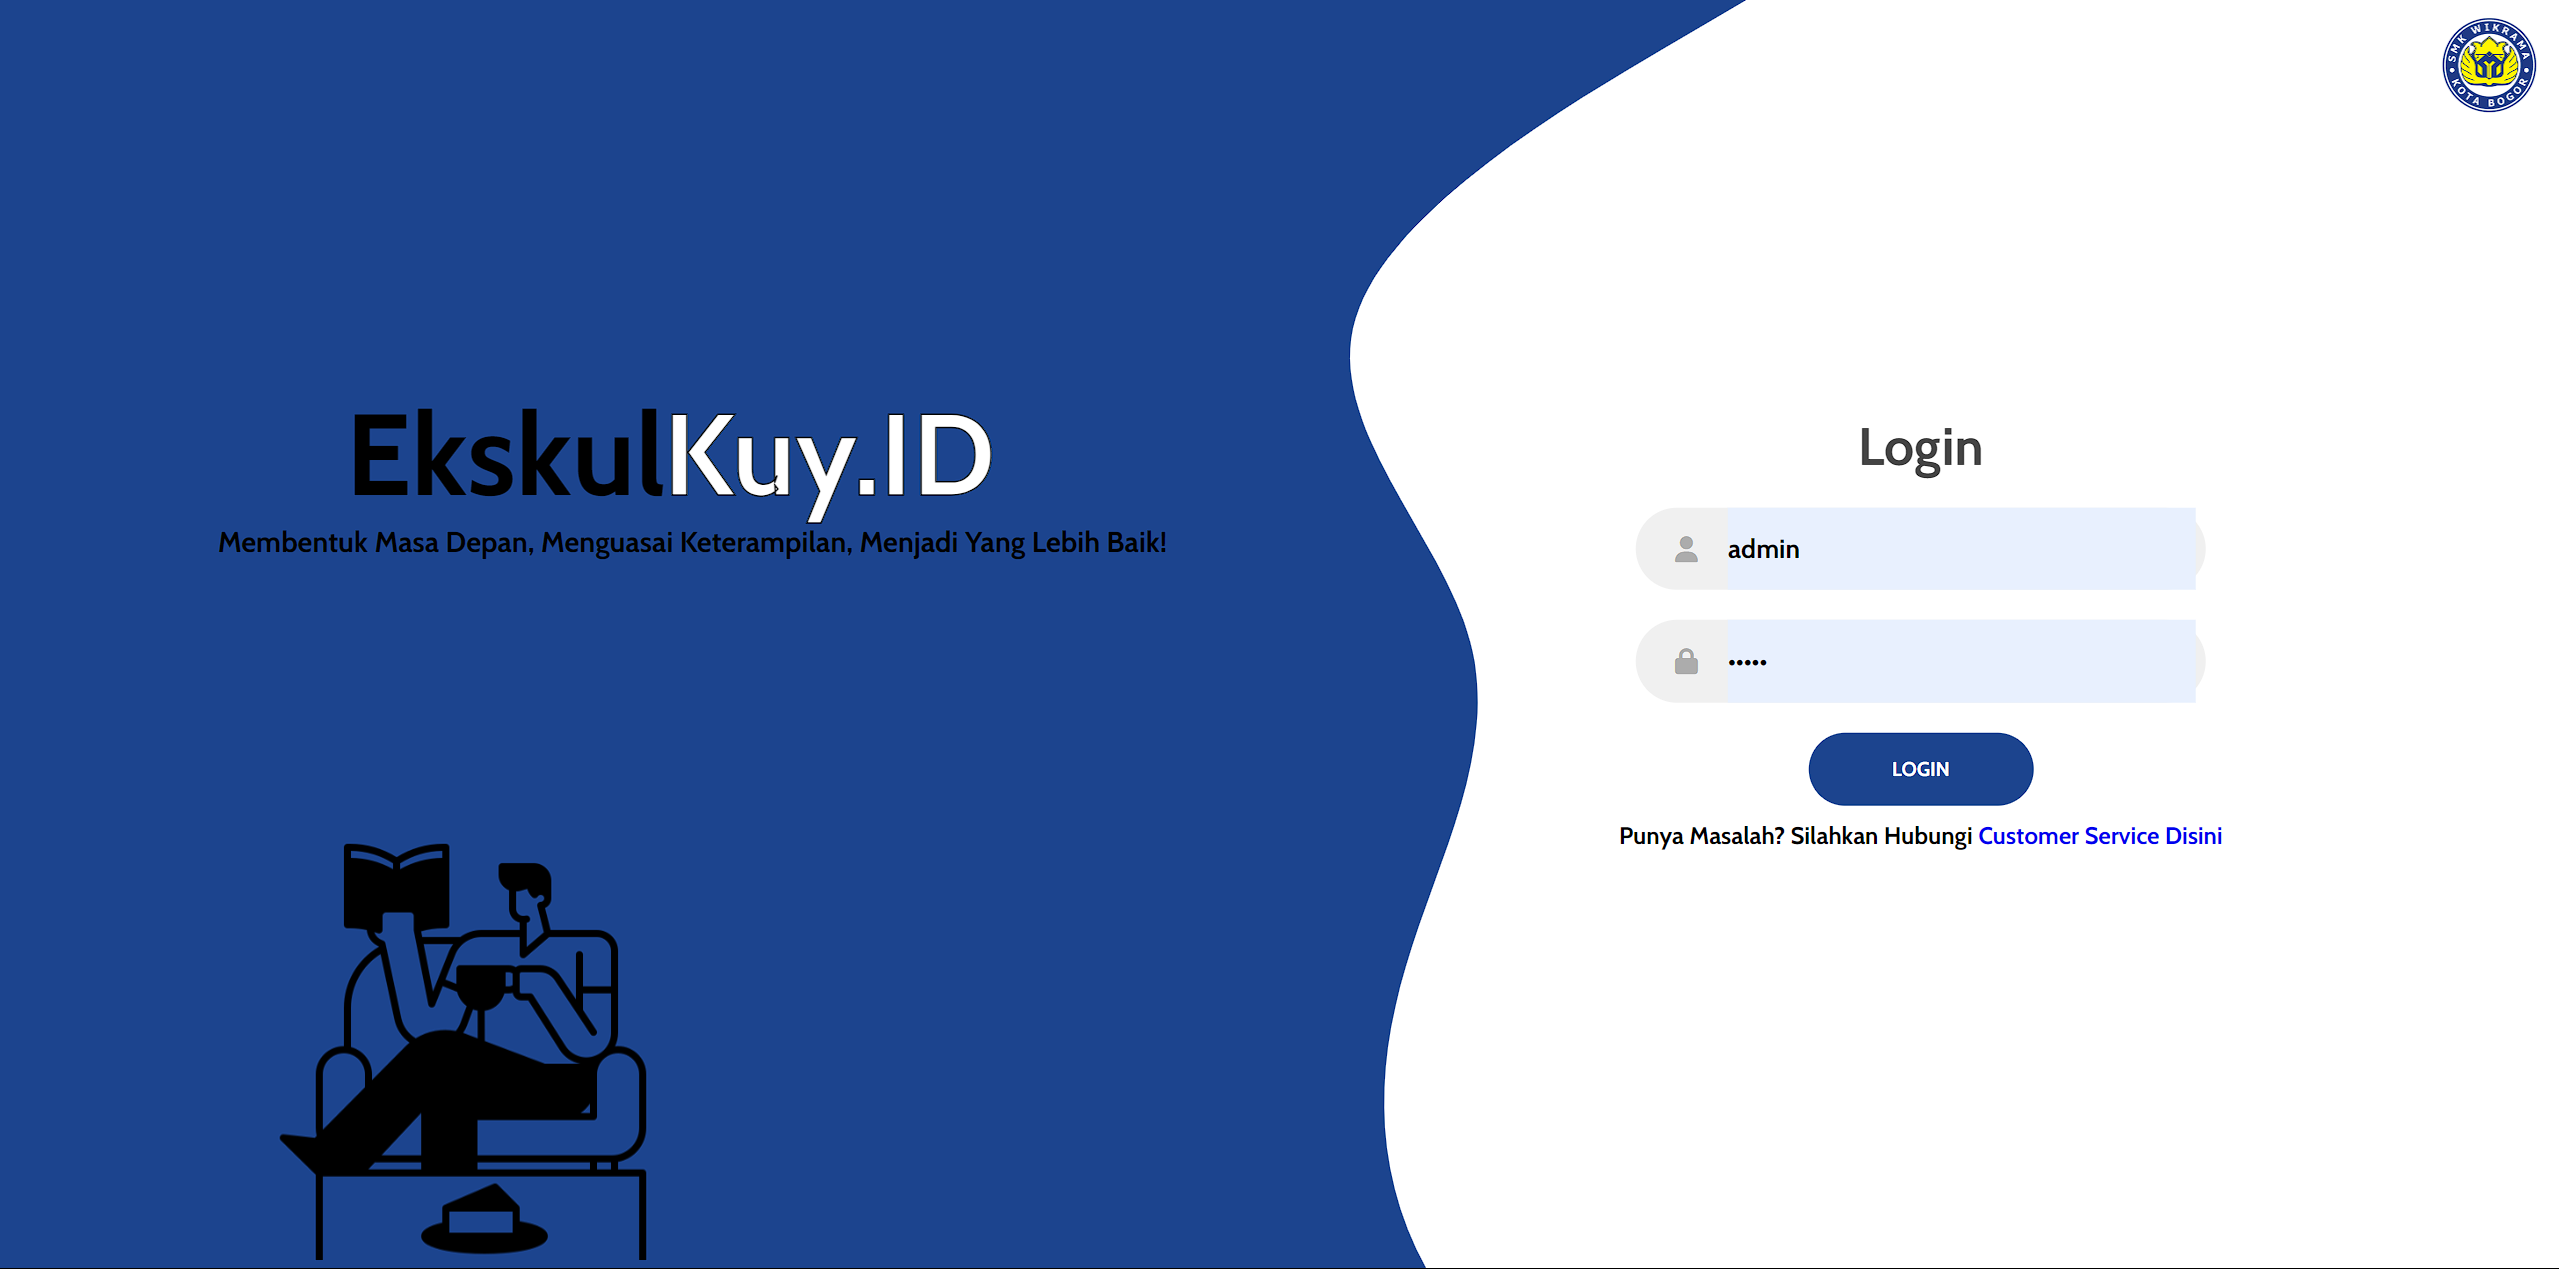 SMK WIKRAMA
KOTA BOGOR
EkskulKuy.ID
Membentuk Masa Depan, Menguasai Keterampilan, Menjadi Yang Lebih Baik!
Login
admin
•••••
LOGIN
Punya Masalah? Silahkan Hubungi Customer Service Disini